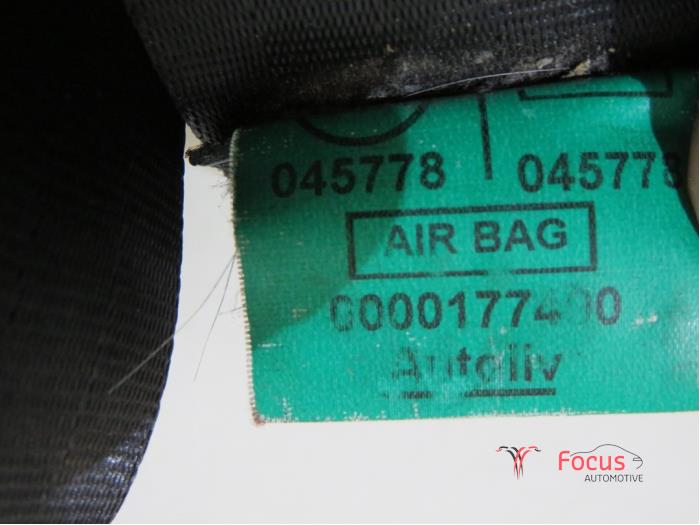 045778 045778
AIR BAG
Autoliv
Focus
AUTOMOTIVE